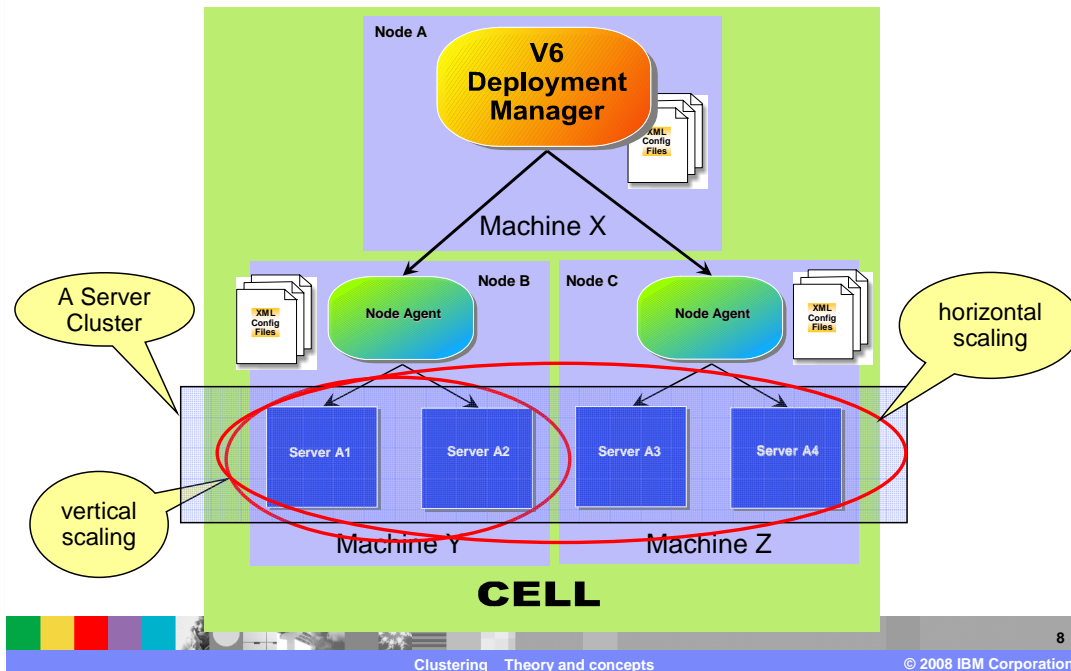 Node A
V6
Deployment
Manager
XML
Config
Files
Machine X
Node B
Node C
XML
Config
Files
Node Agent
Node Agent
XML
Config
Files
A Server
Cluster
horizontal
scaling
Server A1
Server A2
Server A3
Server A4
vertical
scaling
Machine Y
Machine Z
CELL
8
Clustering Theory and concepts
© 2008 IBM Corporation